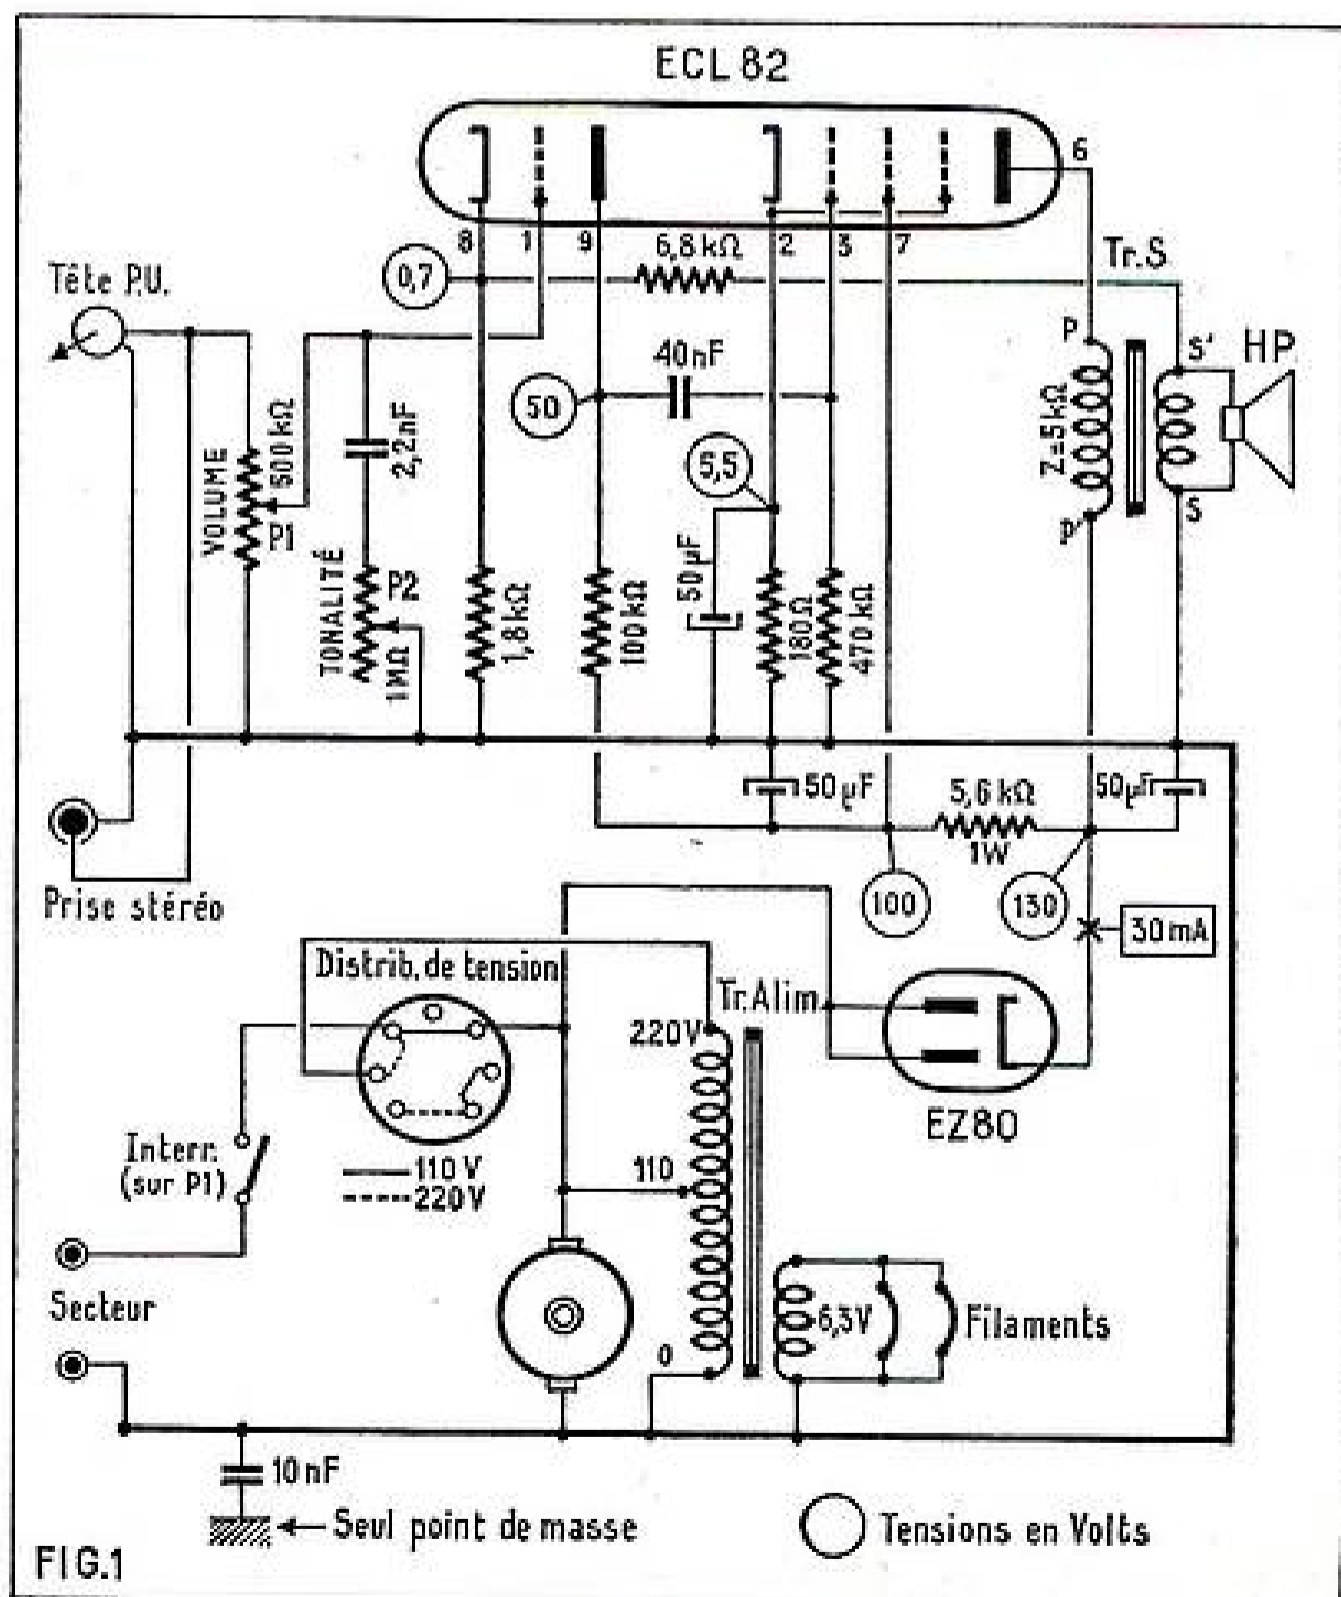 ECL 82
6
8
1
9
6,8 kΩ
2
3
7
Tr.S
0,7
Tête P.U.
P
S'
HP
40nF
50
VOLUME
500 kΩ
P1
2,2nF
5,5
Z=5kΩ
P'
S
TONALITÉ
P2
1MΩ
1,8kΩ
100kΩ
50µF
180Ω
470 kΩ
50µF
5,6 kΩ
1W
50µF
Prise stéréo
100
130
30mA
Distrib. de tension
Tr.Alim
220V
EZ80
Interr.
(sur P1)
110 V
220V
110
Secteur
0
6,3V
Filaments
10nF
Seul point de masse
Tensions en Volts
FIG.1